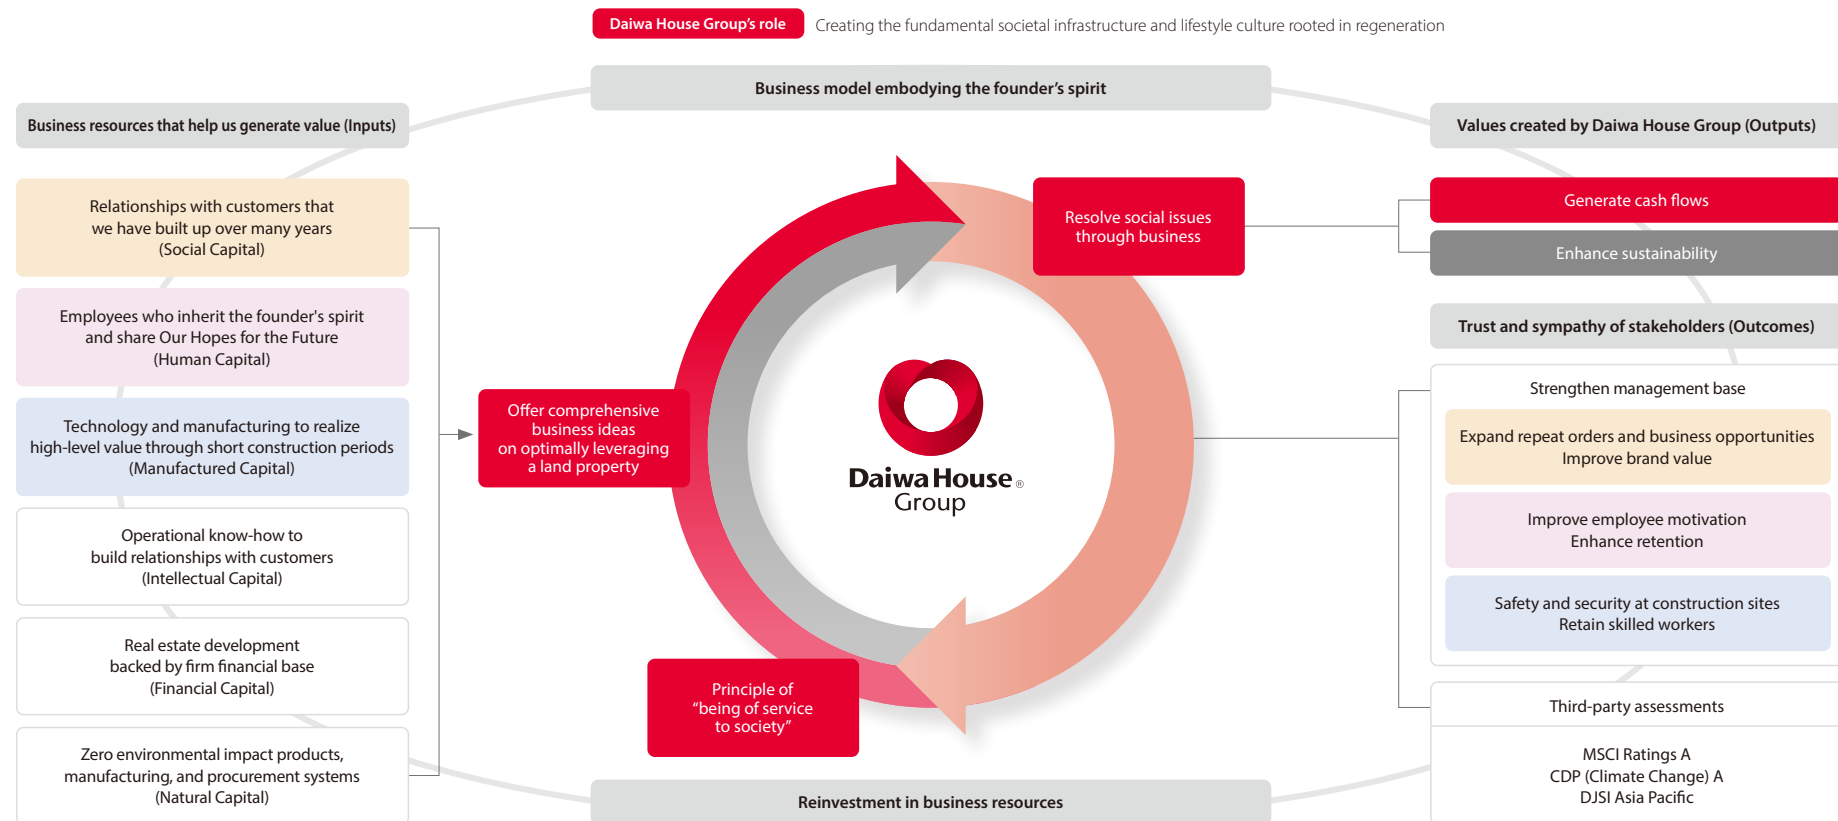 Daiwa House Group's role
Creating the fundamental societal infrastructure and lifestyle culture rooted in regeneration
Business model embodying the founder's spirit
Business resources that help us generate value (Inputs)
Relationships with customers that
we have built up over many years
(Social Capital)
Employees who inherit the founder's spirit
and share Our Hopes for the Future
(Human Capital)
Technology and manufacturing to realize
high-level value through short construction periods
(Manufactured Capital)
Operational know-how to
build relationships with customers
(Intellectual Capital)
Real estate development
backed by firm financial base
(Financial Capital)
Zero environmental impact products,
manufacturing, and procurement systems
(Natural Capital)
Offer comprehensive
business ideas
on optimally leveraging
a land property
Resolve social issues
through business
Daiwa House®
Group
Principle of
“being of service
to society”
Reinvestment in business resources
Values created by Daiwa House Group (Outputs)
Generate cash flows
Enhance sustainability
Trust and sympathy of stakeholders (Outcomes)
Strengthen management base
Expand repeat orders and business opportunities
Improve brand value
Improve employee motivation
Enhance retention
Safety and security at construction sites
Retain skilled workers
Third-party assessments
MSCI Ratings A
CDP (Climate Change) A
DJSI Asia Pacific